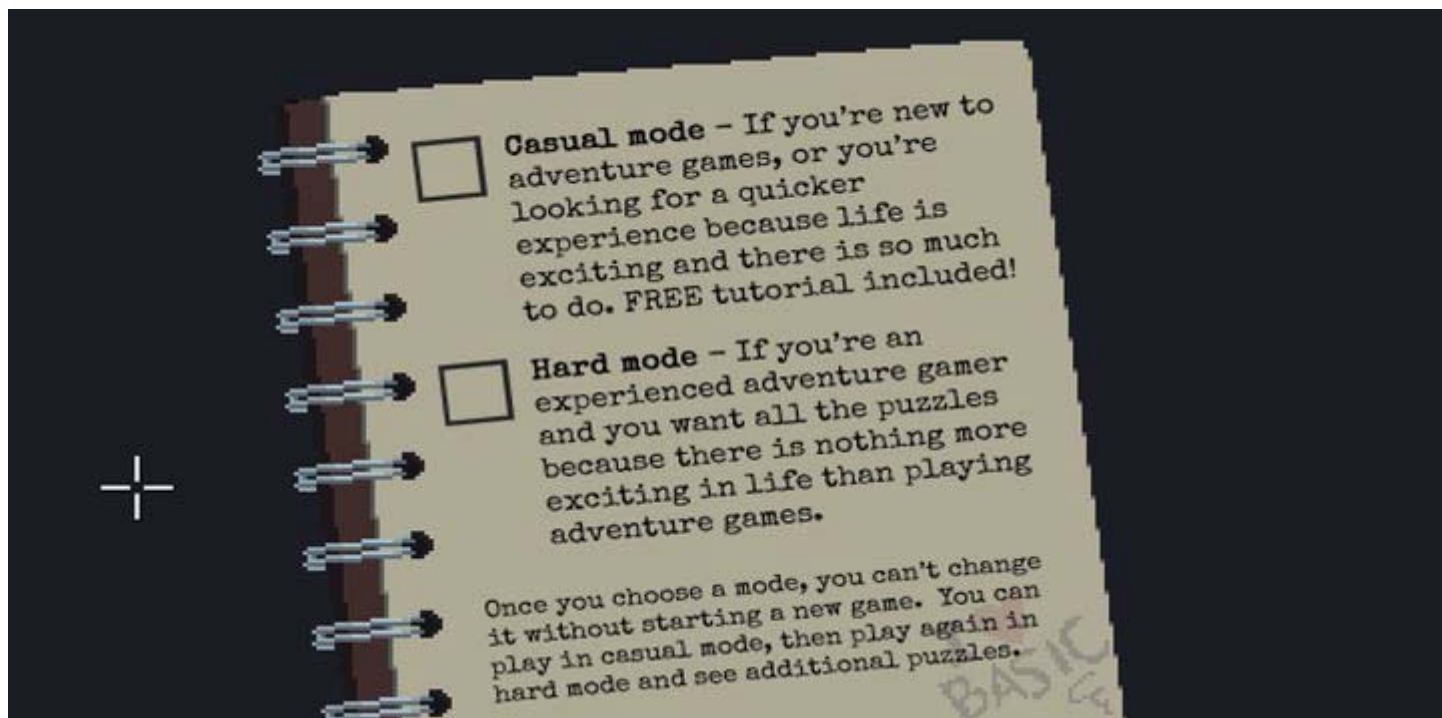 Casual mode – If you're new to
adventure games, or you're
looking for a quicker
experience because life is
exciting and there is so much
to do. FREE tutorial included!
Hard mode – If you're an
experienced adventure gamer
and you want all the puzzles
because there is nothing more
exciting in life than playing
adventure games.
Once you choose a mode, you can't change
it without starting a new game. You can
play in casual mode, then play again in
hard mode and see additional puzzles.
I
BASIC